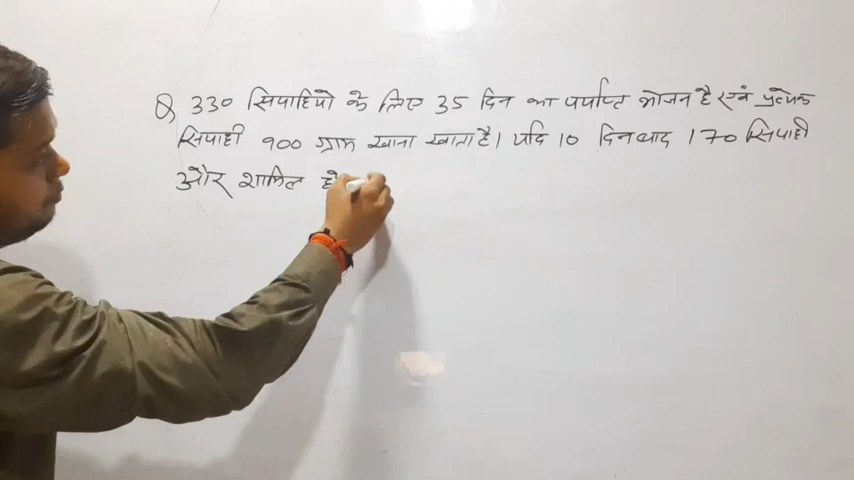 Q, 330 सिपाहियो के लिए 35 दिन का पर्याप्ट भोजन है एवं प्रत्येक
सिपाही 900 ग्राम खाना खाता है। यदि 10 दिन बाद 170 सिपाही
और शामिल हो